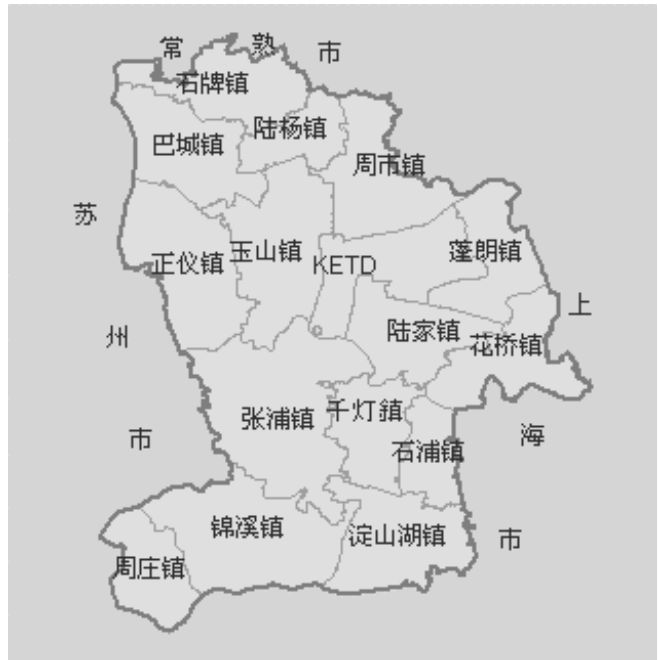 常熟市
石牌镇
陆杨镇
巴城镇
周市镇
苏州市
玉山镇
蓬朗镇
正仪镇
KETD
上海市
陆家镇
花桥镇
张浦镇
千灯鎮
石浦镇
锦溪镇
淀山湖镇
周庄镇